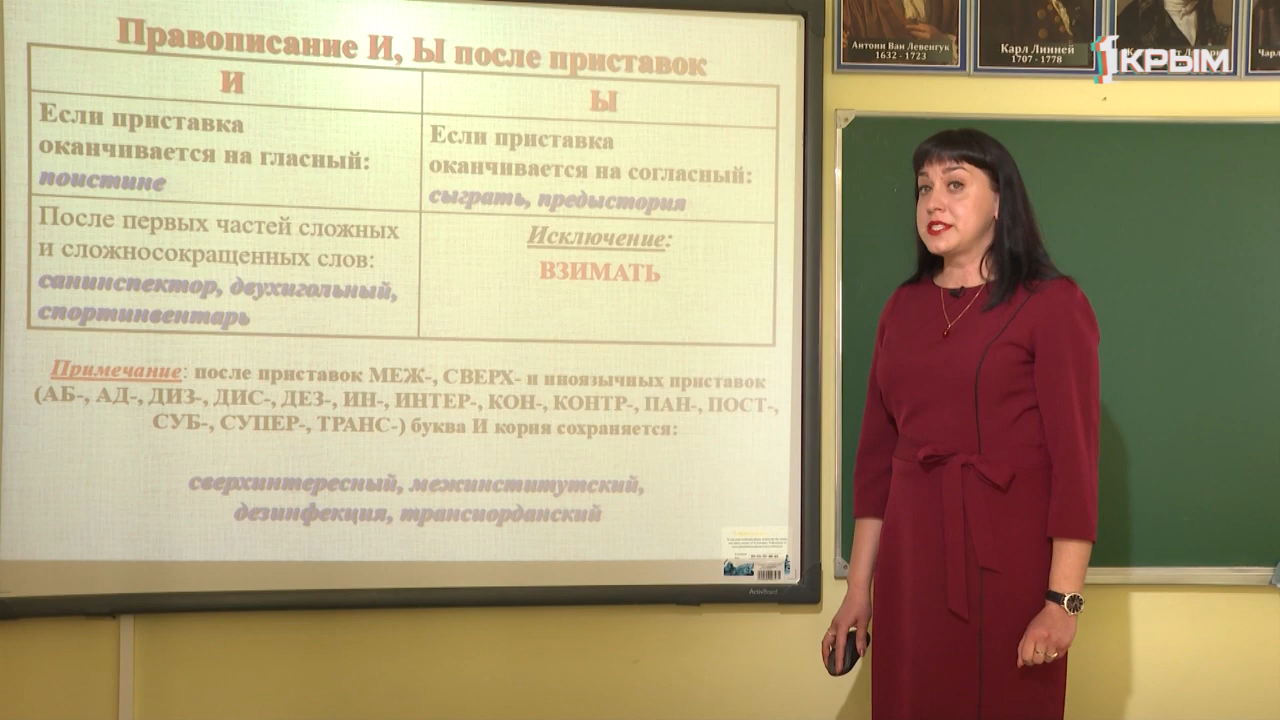 Правописание И, Ы после приставок
И
Ы
Если приставка
оканчивается на гласный:
поистине
Если приставка
оканчивается на согласный:
сыграть, предыстория
После первых частей сложных
и сложносокращенных слов:
санинспектор, двухигольный,
спортинвентарь
Исключение:
ВЗИМАТЬ
Примечание: после приставок МЕЖ-, СВЕРХ- и иноязычных приставок
(АБ-, АД-, ДИЗ-, ДИС-, ДЕЗ-, ИН-, ИНТЕР-, КОН-, КОНТР-, ПАН-, ПОСТ-,
СУБ-, СУПЕР-, ТРАНС-) буква И корня сохраняется:
сверхинтересный, межинститутский,
дезинфекция, трансиорданский
ActivBoard
Антони Ван Левенгук
1632 - 1723
Карл Линней
1707 - 1778
1КРЫМ